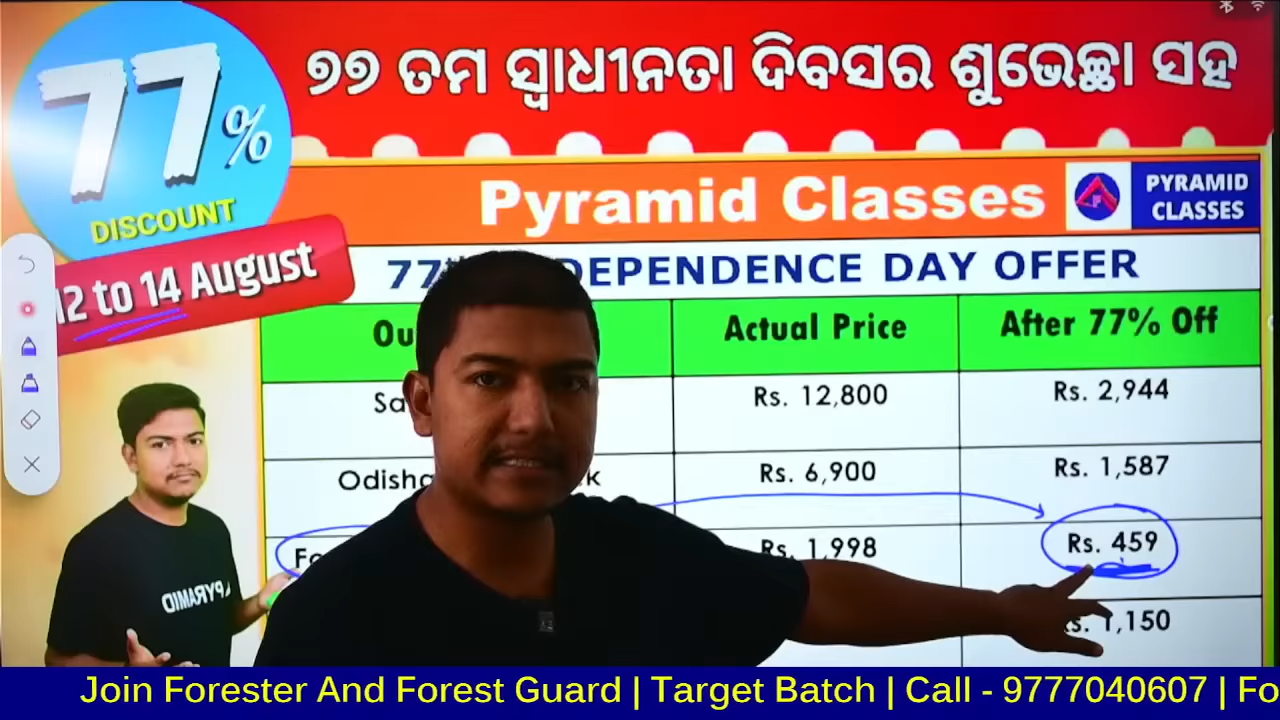 77%
DISCOUNT
12 to 14 August
୭୭ ତମ ସ୍ୱାଧୀନତା ଦିବସର ଶୁଭେଚ୍ଛା ସହ
Pyramid Classes
PYRAMID
CLASSES
DEPENDENCE DAY OFFER
Actual Price
After 77% Off
Rs. 12,800
Rs. 2,944
Rs. 6,900
Rs. 1,587
Rs. 1,998
Rs. 459
Rs. 1,150
PYRAMID
Join Forester And Forest Guard | Target Batch | Call - 9777040607 |